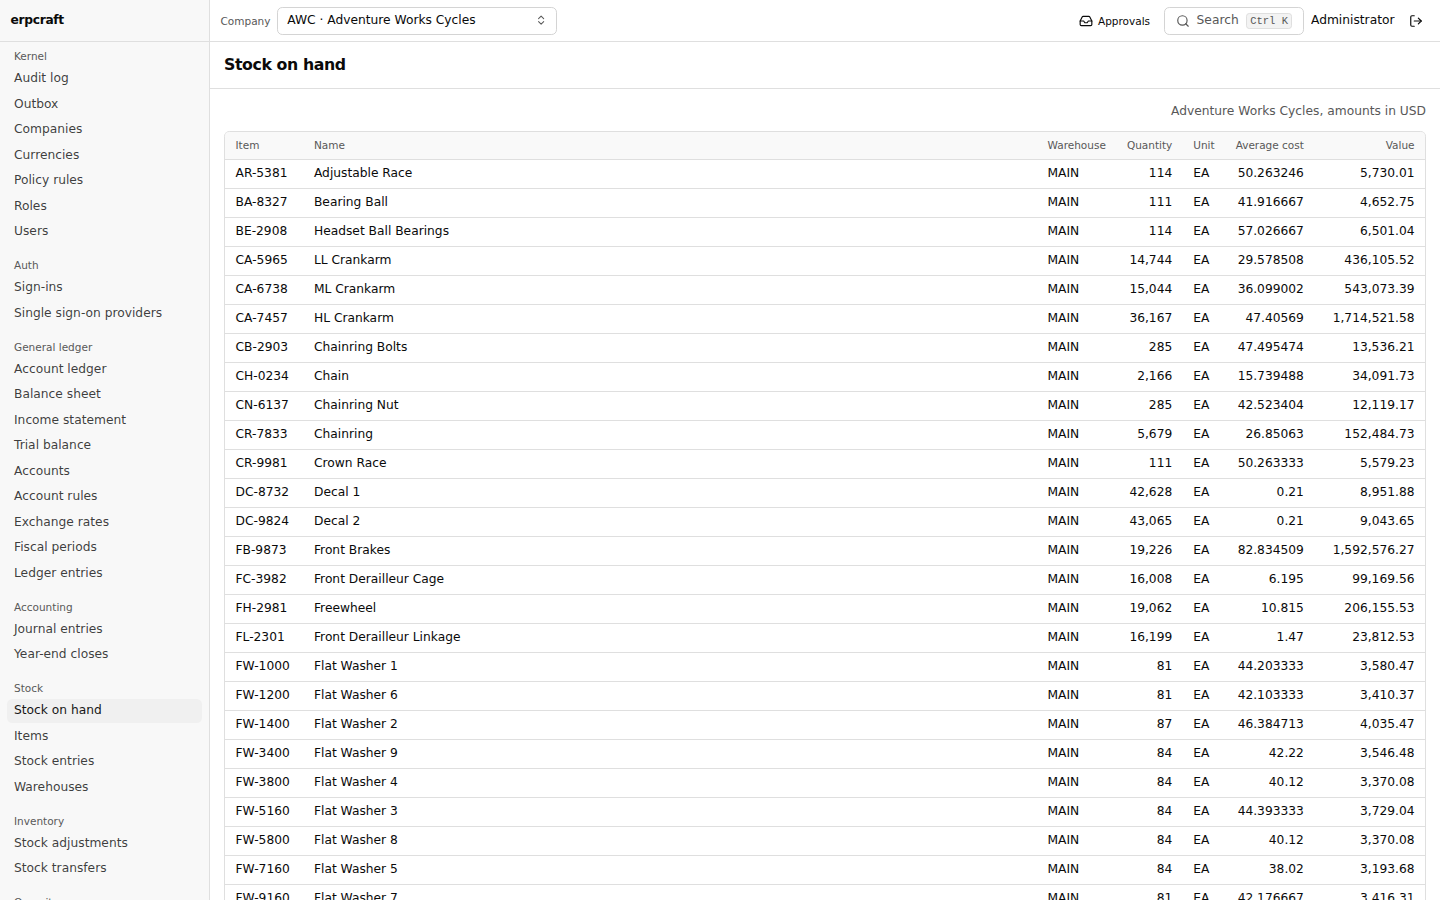 erpcraft
Company AWC · Adventure Works Cycles Approvals Search Ctrl K Administrator
Kernel
Audit log
Outbox
Companies
Currencies
Policy rules
Roles
Users
Auth
Sign-ins
Single sign-on providers
General ledger
Account ledger
Balance sheet
Income statement
Trial balance
Accounts
Account rules
Exchange rates
Fiscal periods
Ledger entries
Accounting
Journal entries
Year-end closes
Stock
Stock on hand
Items
Stock entries
Warehouses
Inventory
Stock adjustments
Stock transfers
Stock on hand
Adventure Works Cycles, amounts in USD
Item Name Warehouse Quantity Unit Average cost Value
AR-5381 Adjustable Race MAIN 114 EA 50.263246 5,730.01
BA-8327 Bearing Ball MAIN 111 EA 41.916667 4,652.75
BE-2908 Headset Ball Bearings MAIN 114 EA 57.026667 6,501.04
CA-5965 LL Crankarm MAIN 14,744 EA 29.578508 436,105.52
CA-6738 ML Crankarm MAIN 15,044 EA 36.099002 543,073.39
CA-7457 HL Crankarm MAIN 36,167 EA 47.40569 1,714,521.58
CB-2903 Chainring Bolts MAIN 285 EA 47.495474 13,536.21
CH-0234 Chain MAIN 2,166 EA 15.739488 34,091.73
CN-6137 Chainring Nut MAIN 285 EA 42.523404 12,119.17
CR-7833 Chainring MAIN 5,679 EA 26.85063 152,484.73
CR-9981 Crown Race MAIN 111 EA 50.263333 5,579.23
DC-8732 Decal 1 MAIN 42,628 EA 0.21 8,951.88
DC-9824 Decal 2 MAIN 43,065 EA 0.21 9,043.65
FB-9873 Front Brakes MAIN 19,226 EA 82.834509 1,592,576.27
FC-3982 Front Derailleur Cage MAIN 16,008 EA 6.195 99,169.56
FH-2981 Freewheel MAIN 19,062 EA 10.815 206,155.53
FL-2301 Front Derailleur Linkage MAIN 16,199 EA 1.47 23,812.53
FW-1000 Flat Washer 1 MAIN 81 EA 44.203333 3,580.47
FW-1200 Flat Washer 6 MAIN 81 EA 42.103333 3,410.37
FW-1400 Flat Washer 2 MAIN 87 EA 46.384713 4,035.47
FW-3400 Flat Washer 9 MAIN 84 EA 42.22 3,546.48
FW-3800 Flat Washer 4 MAIN 84 EA 40.12 3,370.08
FW-5160 Flat Washer 3 MAIN 84 EA 44.393333 3,729.04
FW-5800 Flat Washer 8 MAIN 84 EA 40.12 3,370.08
FW-7160 Flat Washer 5 MAIN 84 EA 38.02 3,193.68
FW-9160 Flat Washer 7 MAIN 81 EA 42.176667 3,416.31